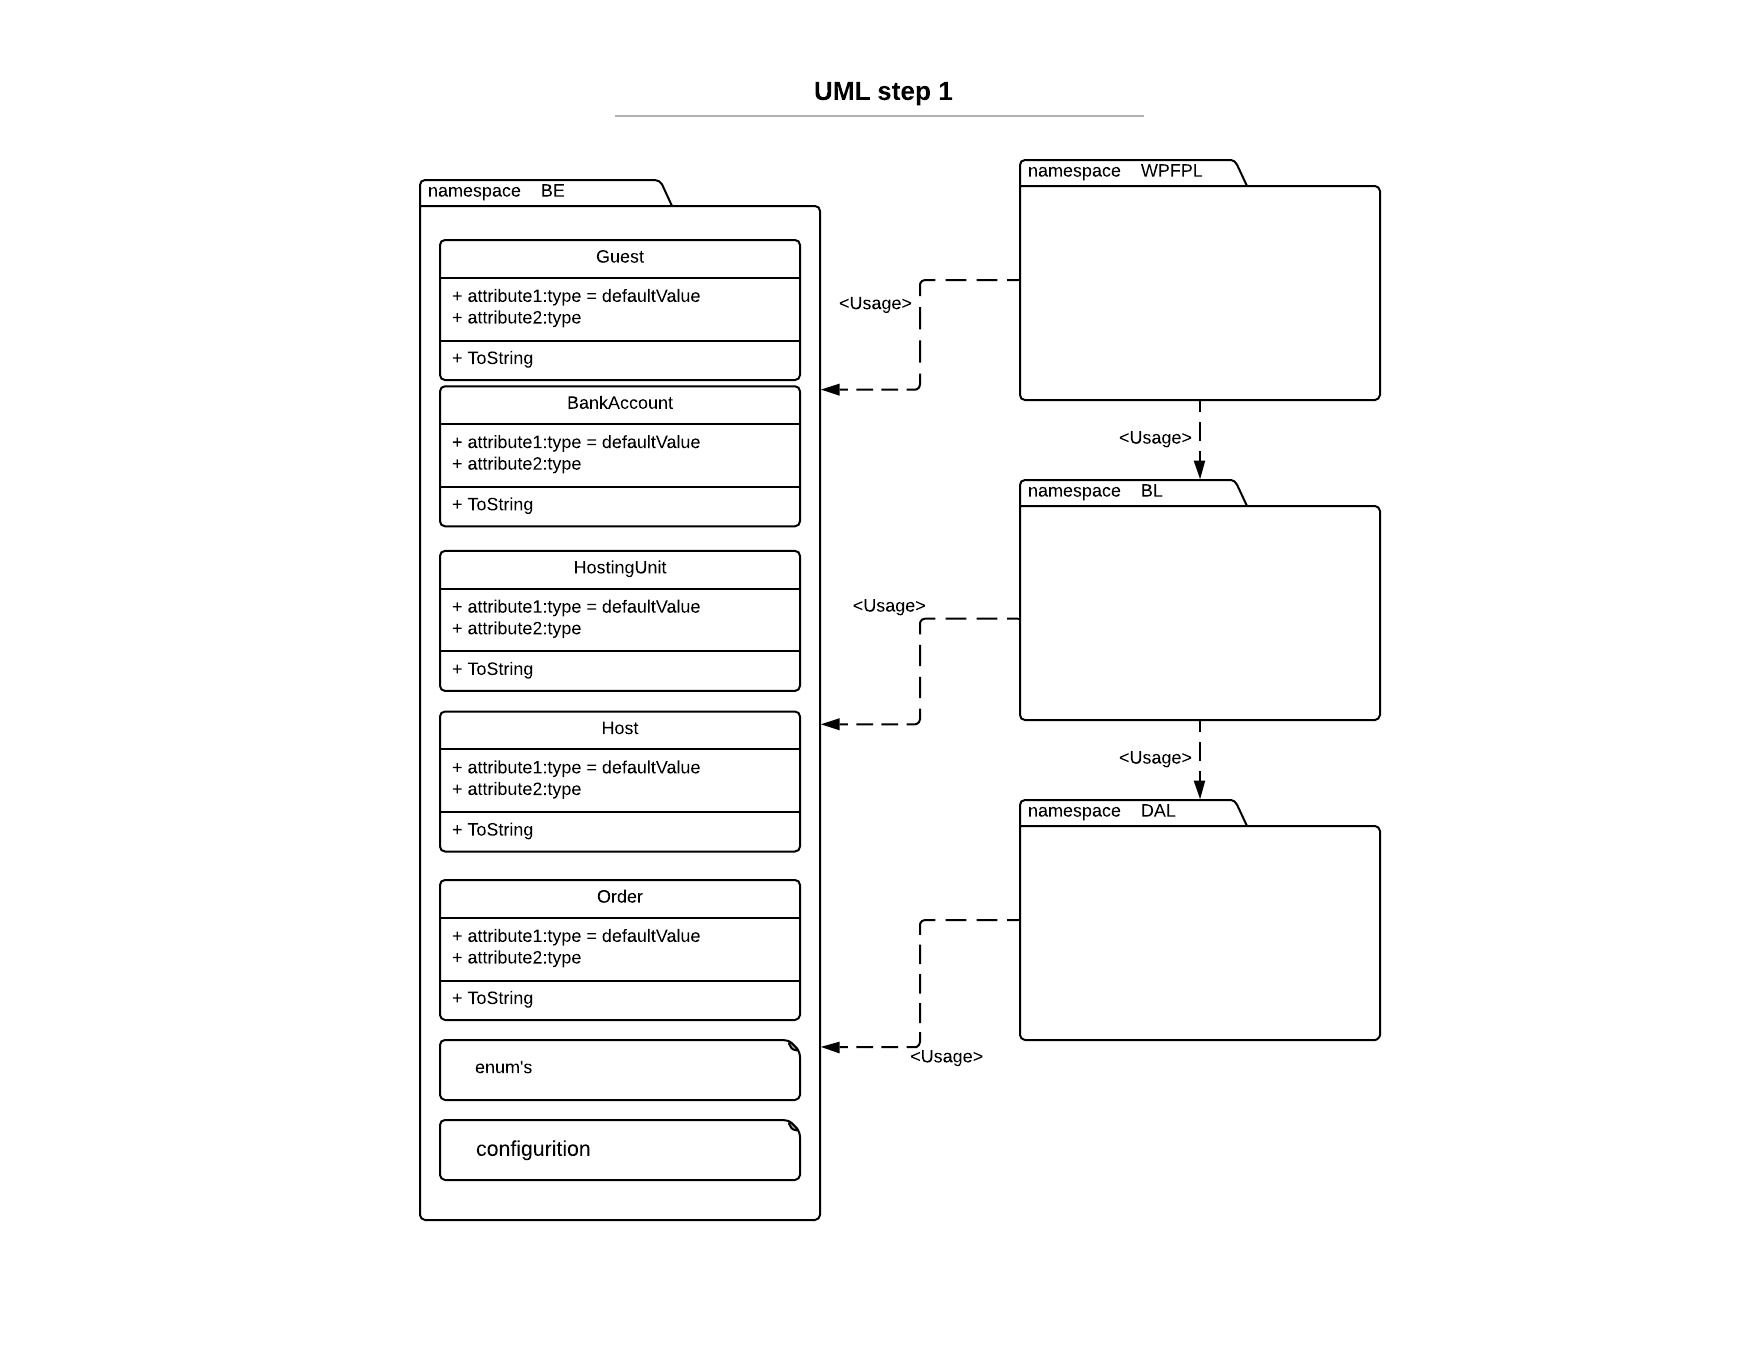 UML step 1
namespace BE
Guest
+ attribute1:type = defaultValue
+ attribute2:type
+ ToString
BankAccount
+ attribute1:type = defaultValue
+ attribute2:type
+ ToString
HostingUnit
+ attribute1:type = defaultValue
+ attribute2:type
+ ToString
Host
+ attribute1:type = defaultValue
+ attribute2:type
+ ToString
Order
+ attribute1:type = defaultValue
+ attribute2:type
+ ToString
enum's
configurition
<Usage>
<Usage>
<Usage>
namespace WPFPL
<Usage>
namespace BL
<Usage>
namespace DAL